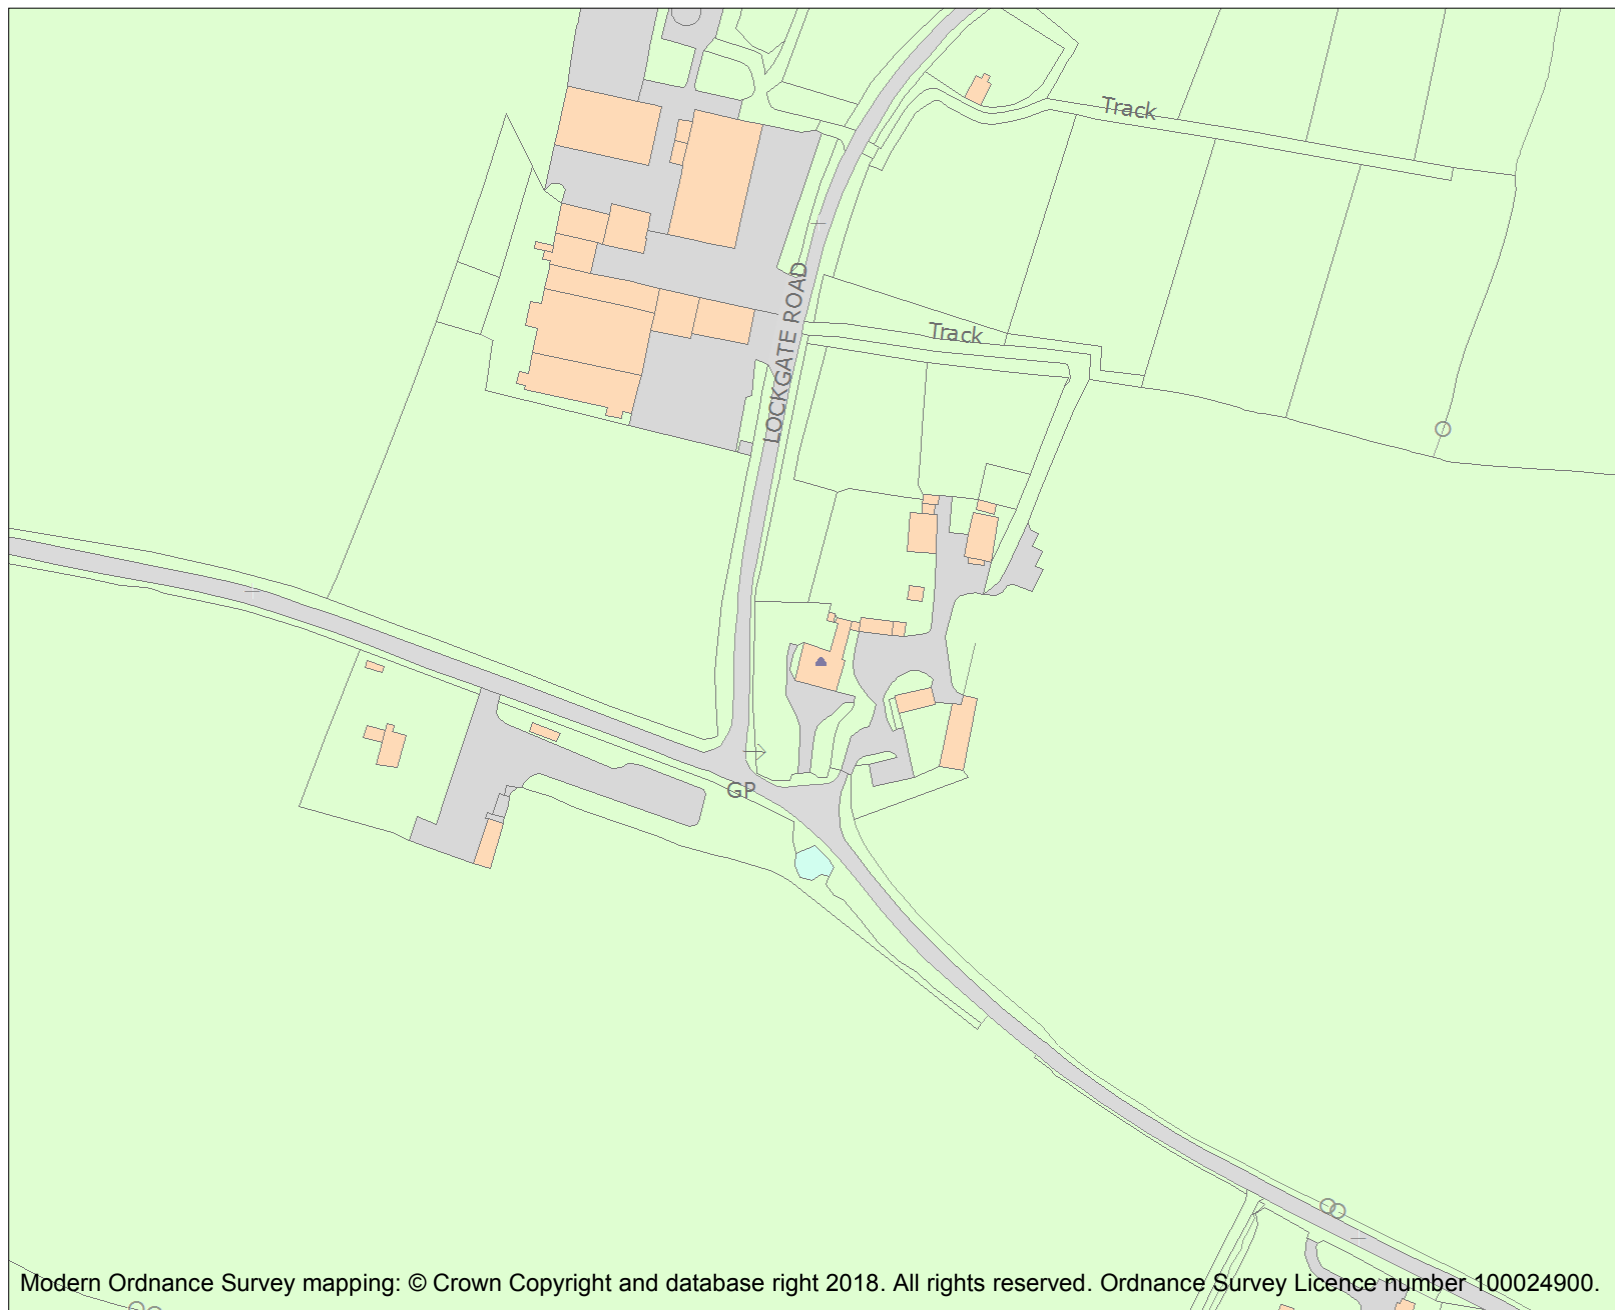 Track
LOCKGATE ROAD
Track
GP
Modern Ordnance Survey mapping: © Crown Copyright and database right 2018. All rights reserved. Ordnance Survey Licence number 100024900.